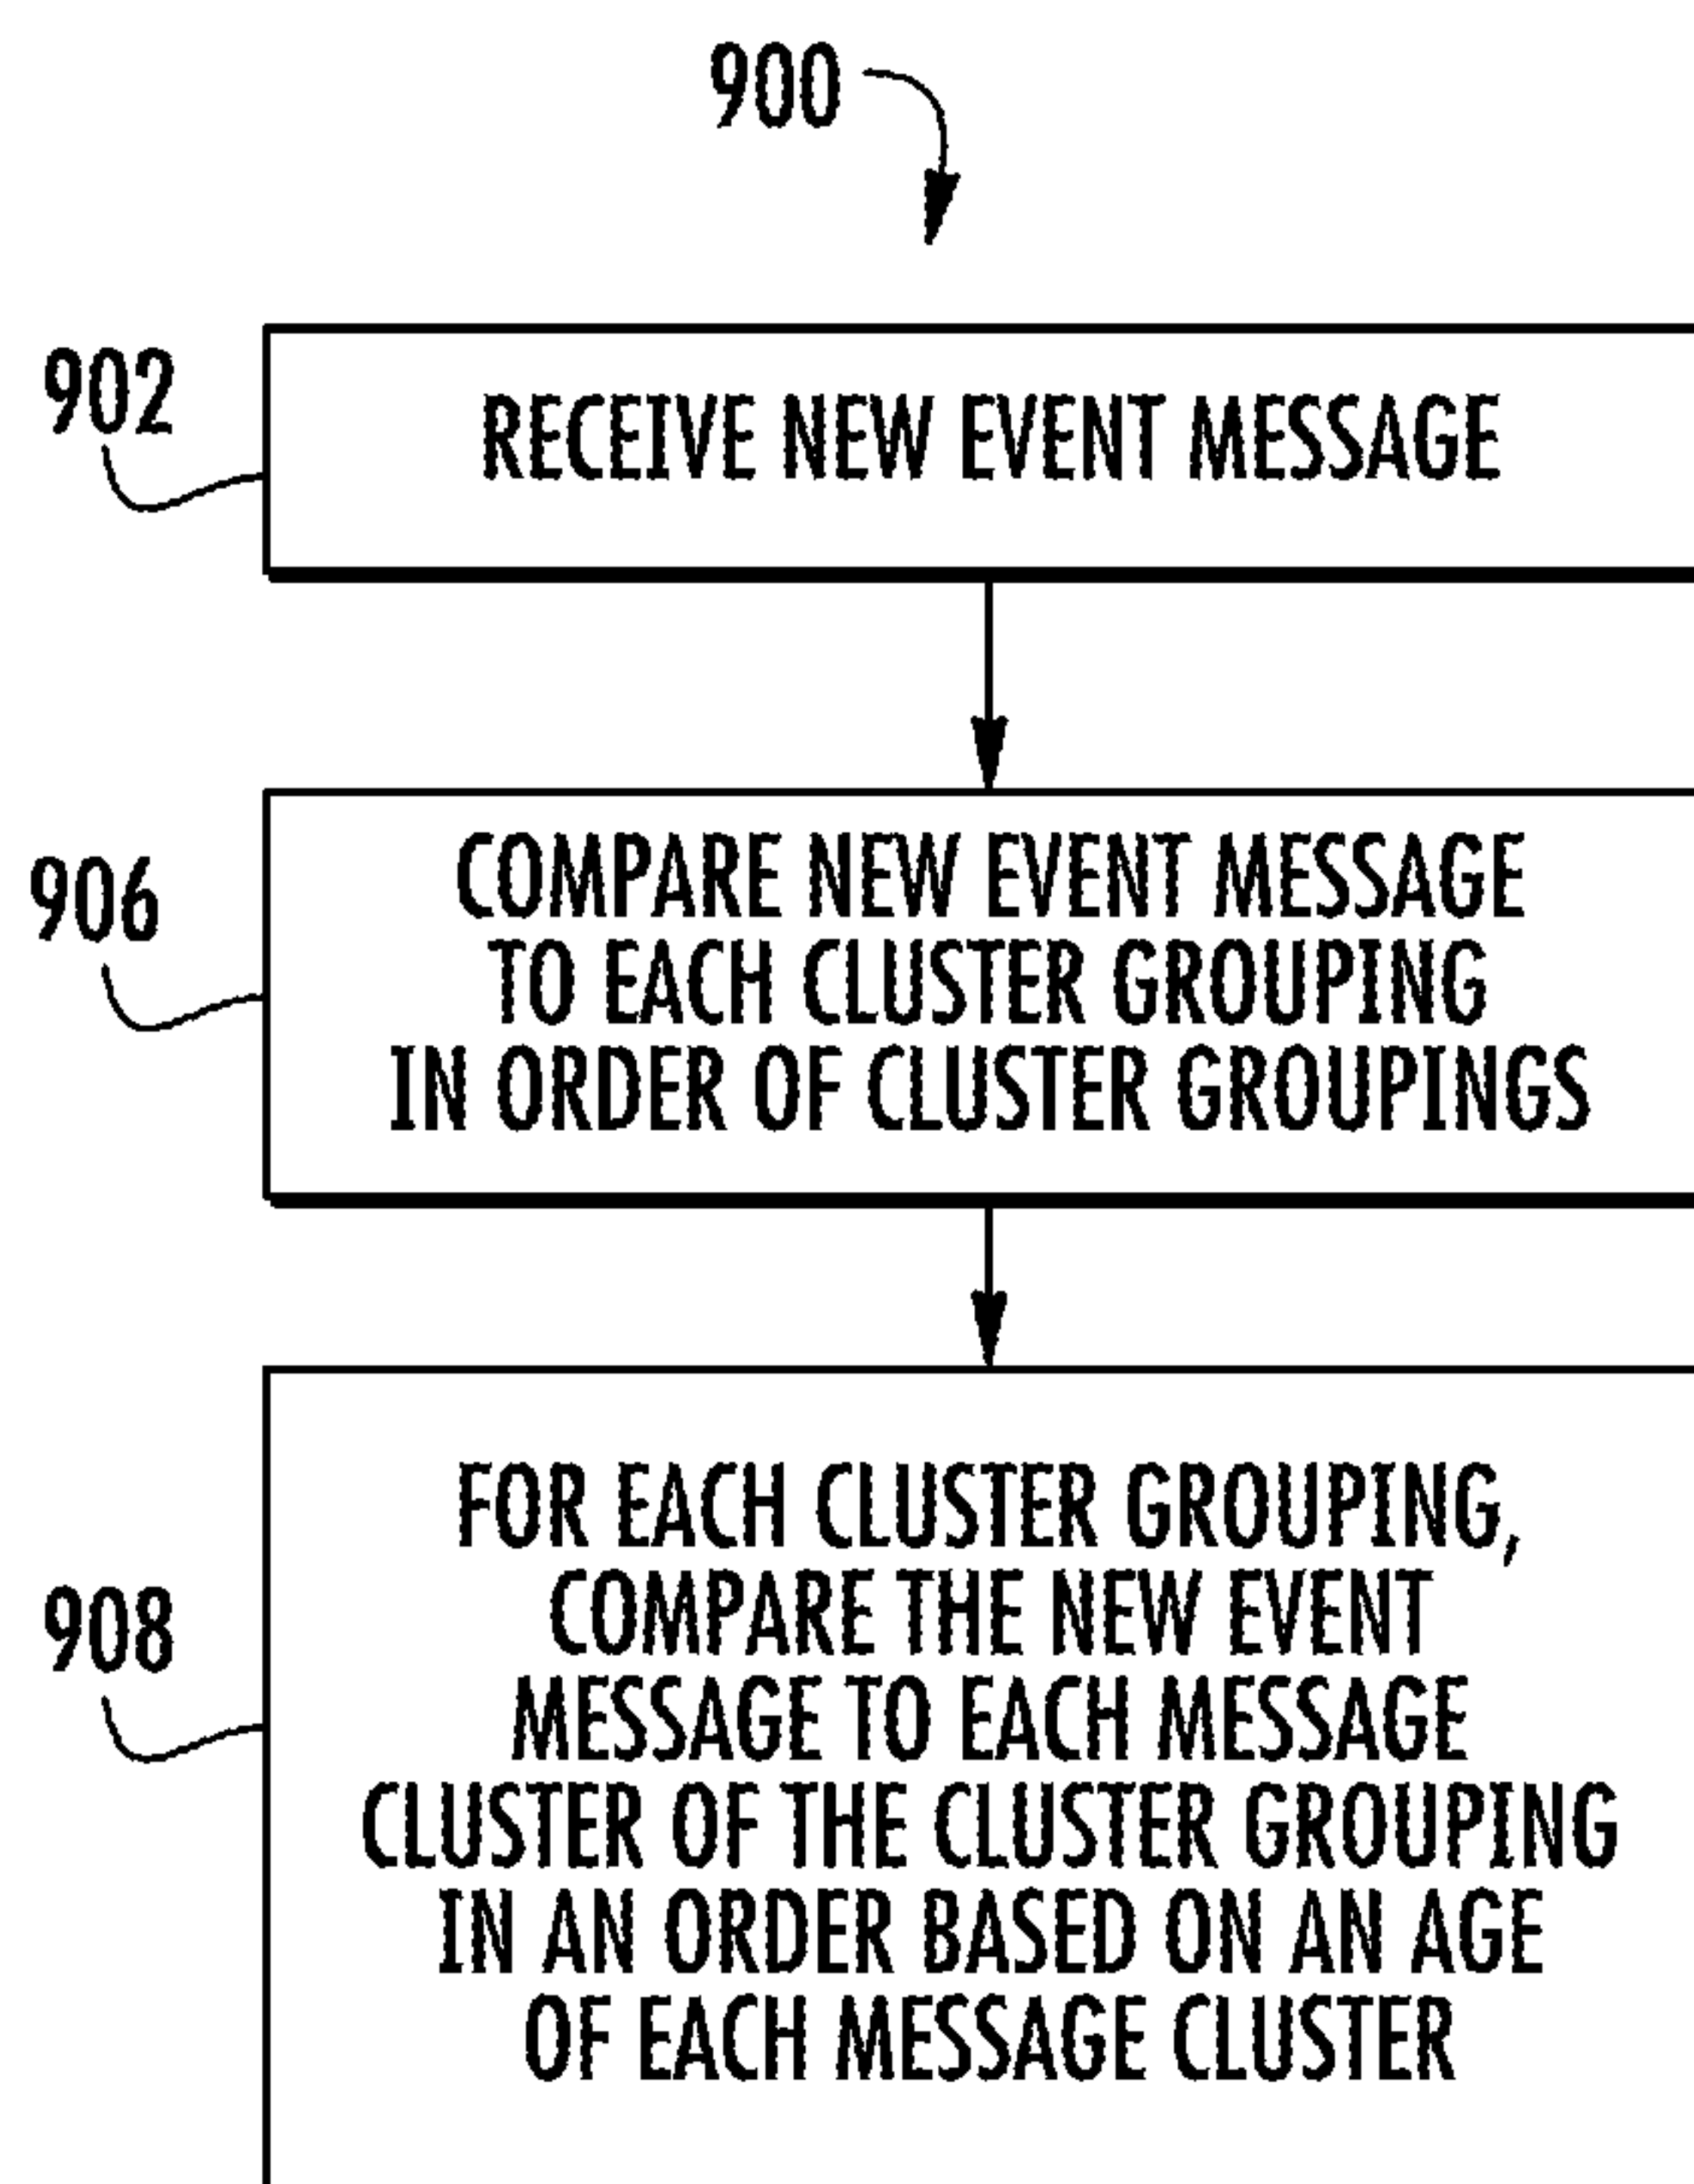 900
902
RECEIVE NEW EVENT MESSAGE
906
COMPARE NEW EVENT MESSAGE
TO EACH CLUSTER GROUPING
IN ORDER OF CLUSTER GROUPINGS
908
FOR EACH CLUSTER GROUPING,
COMPARE THE NEW EVENT
MESSAGE TO EACH MESSAGE
CLUSTER OF THE CLUSTER GROUPING
IN AN ORDER BASED ON AN AGE
OF EACH MESSAGE CLUSTER